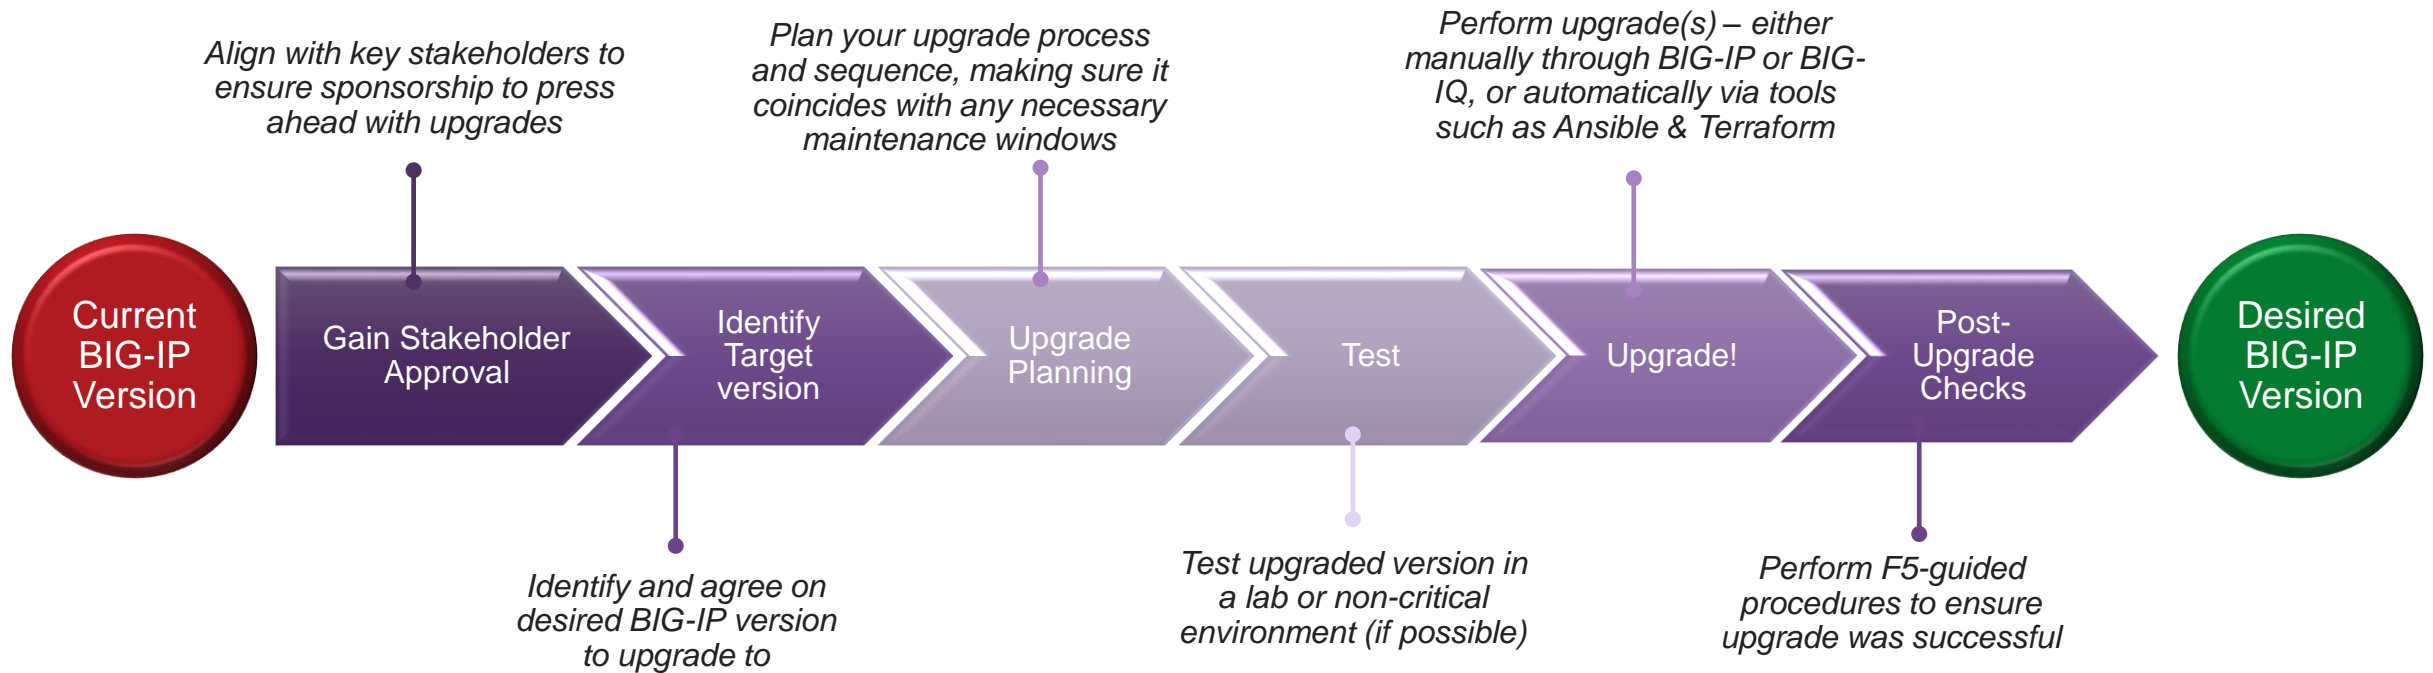 Align with key stakeholders to
ensure sponsorship to press
ahead with upgrades
Plan your upgrade process
and sequence, making sure it
coincides with any necessary
maintenance windows
Perform upgrade(s) – either
manually through BIG-IP or BIG-
IQ, or automatically via tools
such as Ansible & Terraform
Current
BIG-IP
Version
Gain Stakeholder
Approval
Identify
Target
version
Upgrade
Planning
Test
Upgrade!
Post-
Upgrade
Checks
Desired
BIG-IP
Version
Identify and agree on
desired BIG-IP version
to upgrade to
Test upgraded version in
a lab or non-critical
environment (if possible)
Perform F5-guided
procedures to ensure
upgrade was successful